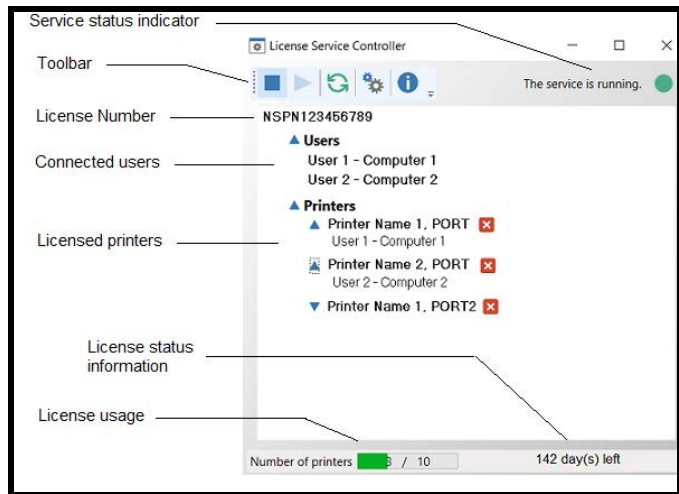 Service status indicator
License Service Controller
Toolbar
The service is running.
License Number
NSPN123456789
Users
Connected users
User 1 - Computer 1
User 2 - Computer 2
Printers
Printer Name 1, PORT
Licensed printers
User 1 - Computer 1
Printer Name 2, PORT
User 2 - Computer 2
Printer Name 1, PORT2
License status
information
License usage
Number of printers 3 / 10
142 day(s) left